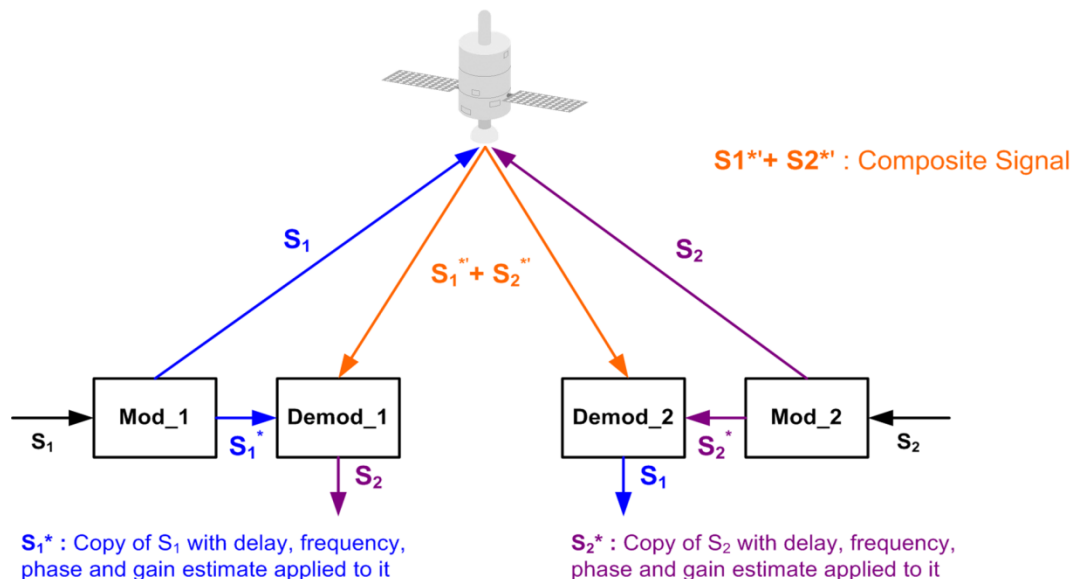 S1*'+ S2*' : Composite Signal
S₁
S₂
S₁*'+ S₂*'
Mod_1
Demod_1
Demod_2
Mod_2
S₁
S₁*
S₂*
S₂
S₂
S₁
S₁* : Copy of S₁ with delay, frequency,
phase and gain estimate applied to it
S₂* : Copy of S₂ with delay, frequency,
phase and gain estimate applied to it